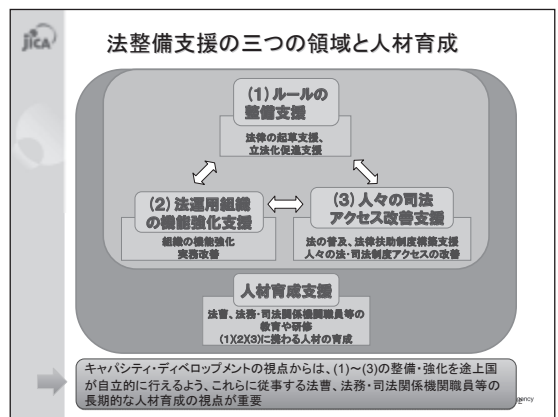 jICA
法整備支援の三つの領域と人材育成
(1)ルールの
整備支援
法律の起草支援、
立法化促進支援
(2)法運用組織
の機能強化支援
組織の機能強化
実務改善
(3)人々の司法
アクセス改善支援
法の普及、法律扶助制度構築支援
人々の法・司法制度アクセスの改善
人材育成支援
法曹、法務・司法関係機関職員等の
教育や研修
(1)(2)(3)に携わる人材の育成
キャパシティ・ディベロップメントの視点からは、(1)~(3)の整備・強化を途上国
が自立的に行えるよう、これらに従事する法曹、法務・司法関係機関職員等の
長期的な人材育成の視点が重要
gency